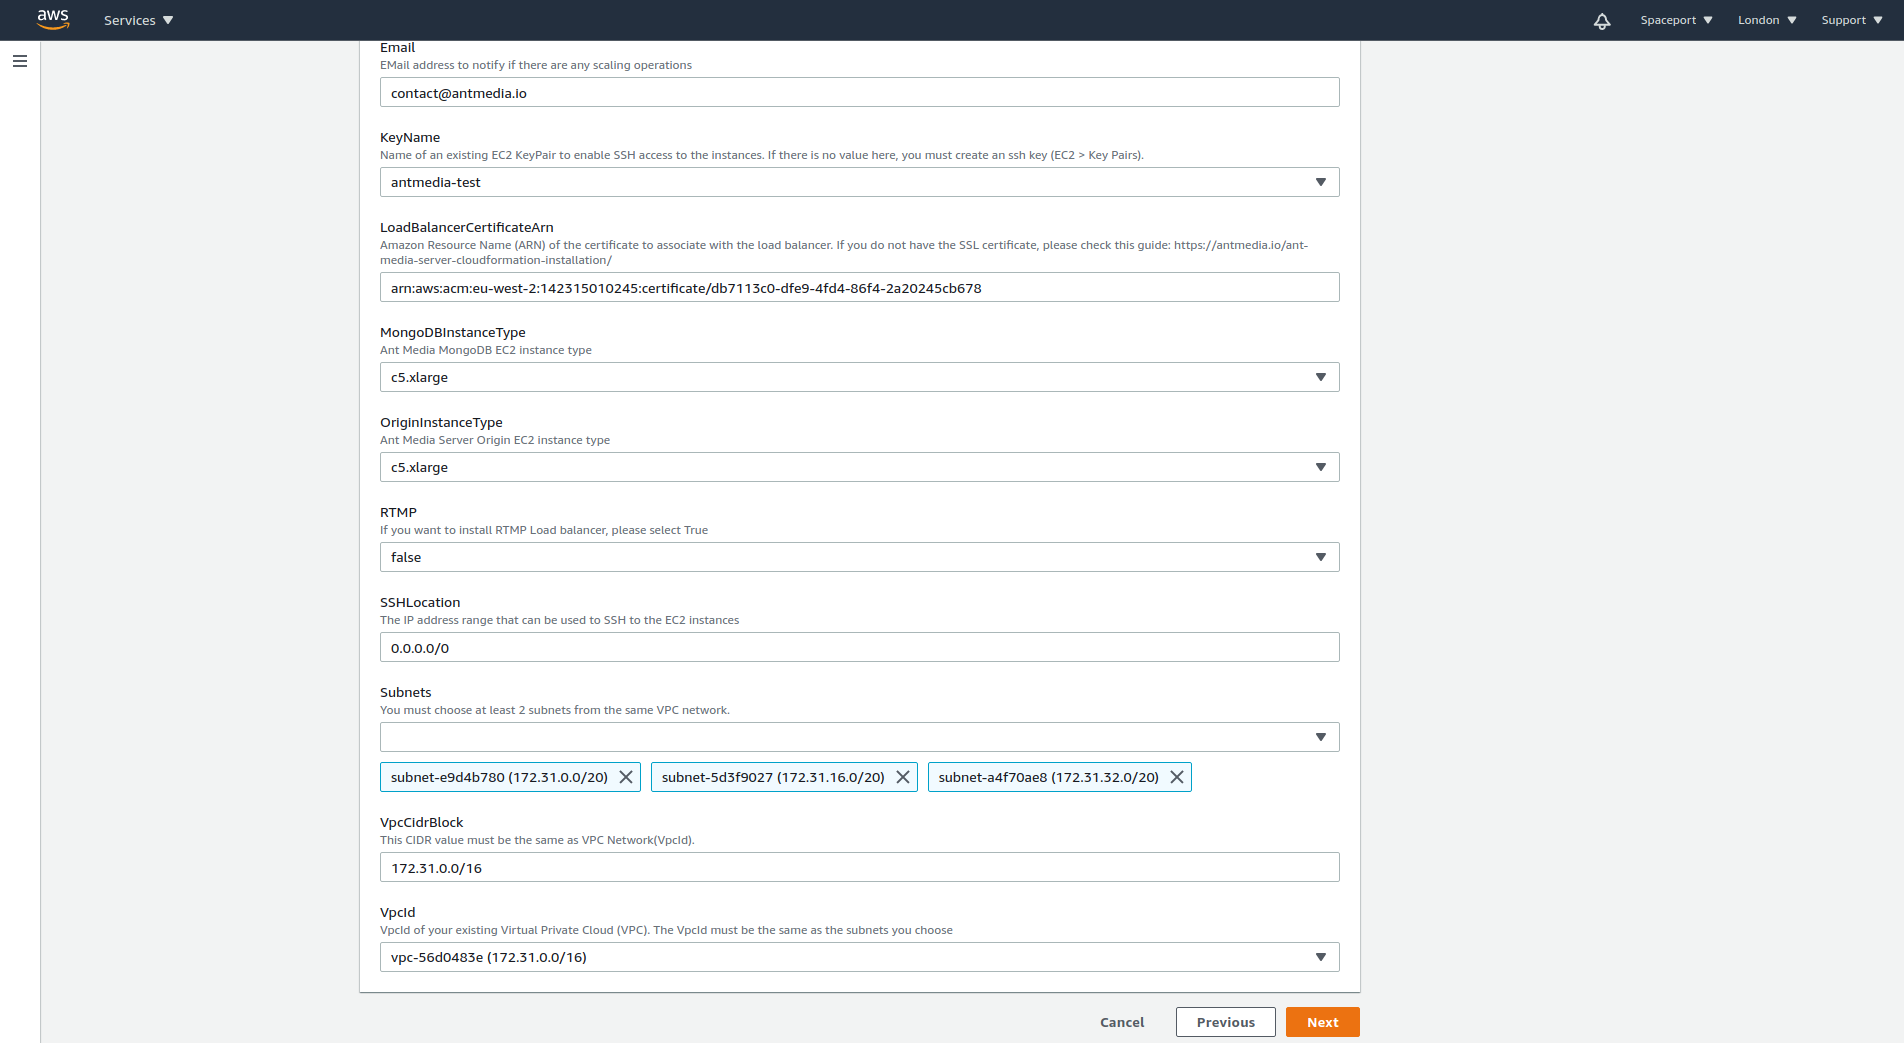 aws
Services
Spaceport
London
Support
Email
EMail address to notify if there are any scaling operations
contact@antmedia.io
KeyName
Name of an existing EC2 KeyPair to enable SSH access to the instances. If there is no value here, you must create an ssh key (EC2 > Key Pairs).
antmedia-test
LoadBalancerCertificateArn
Amazon Resource Name (ARN) of the certificate to associate with the load balancer. If you do not have the SSL certificate, please check this guide: https://antmedia.io/ant-
media-server-cloudformation-installation/
arn:aws:acm:eu-west-2:142315010245:certificate/db7113c0-dfe9-4fd4-86f4-2a20245cb678
MongoDBInstanceType
Ant Media MongoDB EC2 instance type
c5.xlarge
OriginInstanceType
Ant Media Server Origin EC2 instance type
c5.xlarge
RTMP
If you want to install RTMP Load balancer, please select True
false
SSHLocation
The IP address range that can be used to SSH to the EC2 instances
0.0.0.0/0
Subnets
You must choose at least 2 subnets from the same VPC network.
subnet-e9d4b780 (172.31.0.0/20)
subnet-5d3f9027 (172.31.16.0/20)
subnet-a4f70ae8 (172.31.32.0/20)
VpcCidrBlock
This CIDR value must be the same as VPC Network(VpcId).
172.31.0.0/16
VpcId
VpcId of your existing Virtual Private Cloud (VPC). The VpcId must be the same as the subnets you choose
vpc-56d0483e (172.31.0.0/16)
Cancel
Previous
Next